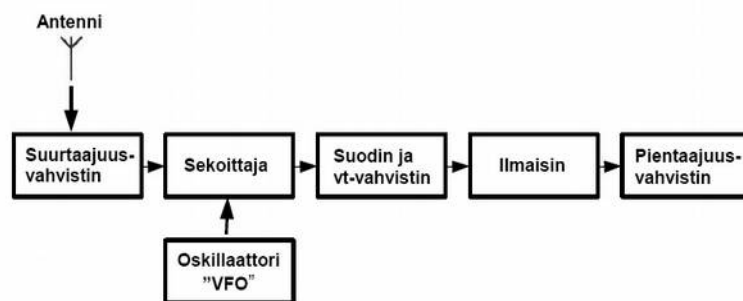 Antenni
Suurtaajuus-
vahvistin
Sekoittaja
Suodin ja
vt-vahvistin
Ilmaisin
Pientaajuus-
vahvistin
Oskillaattori
"VFO"